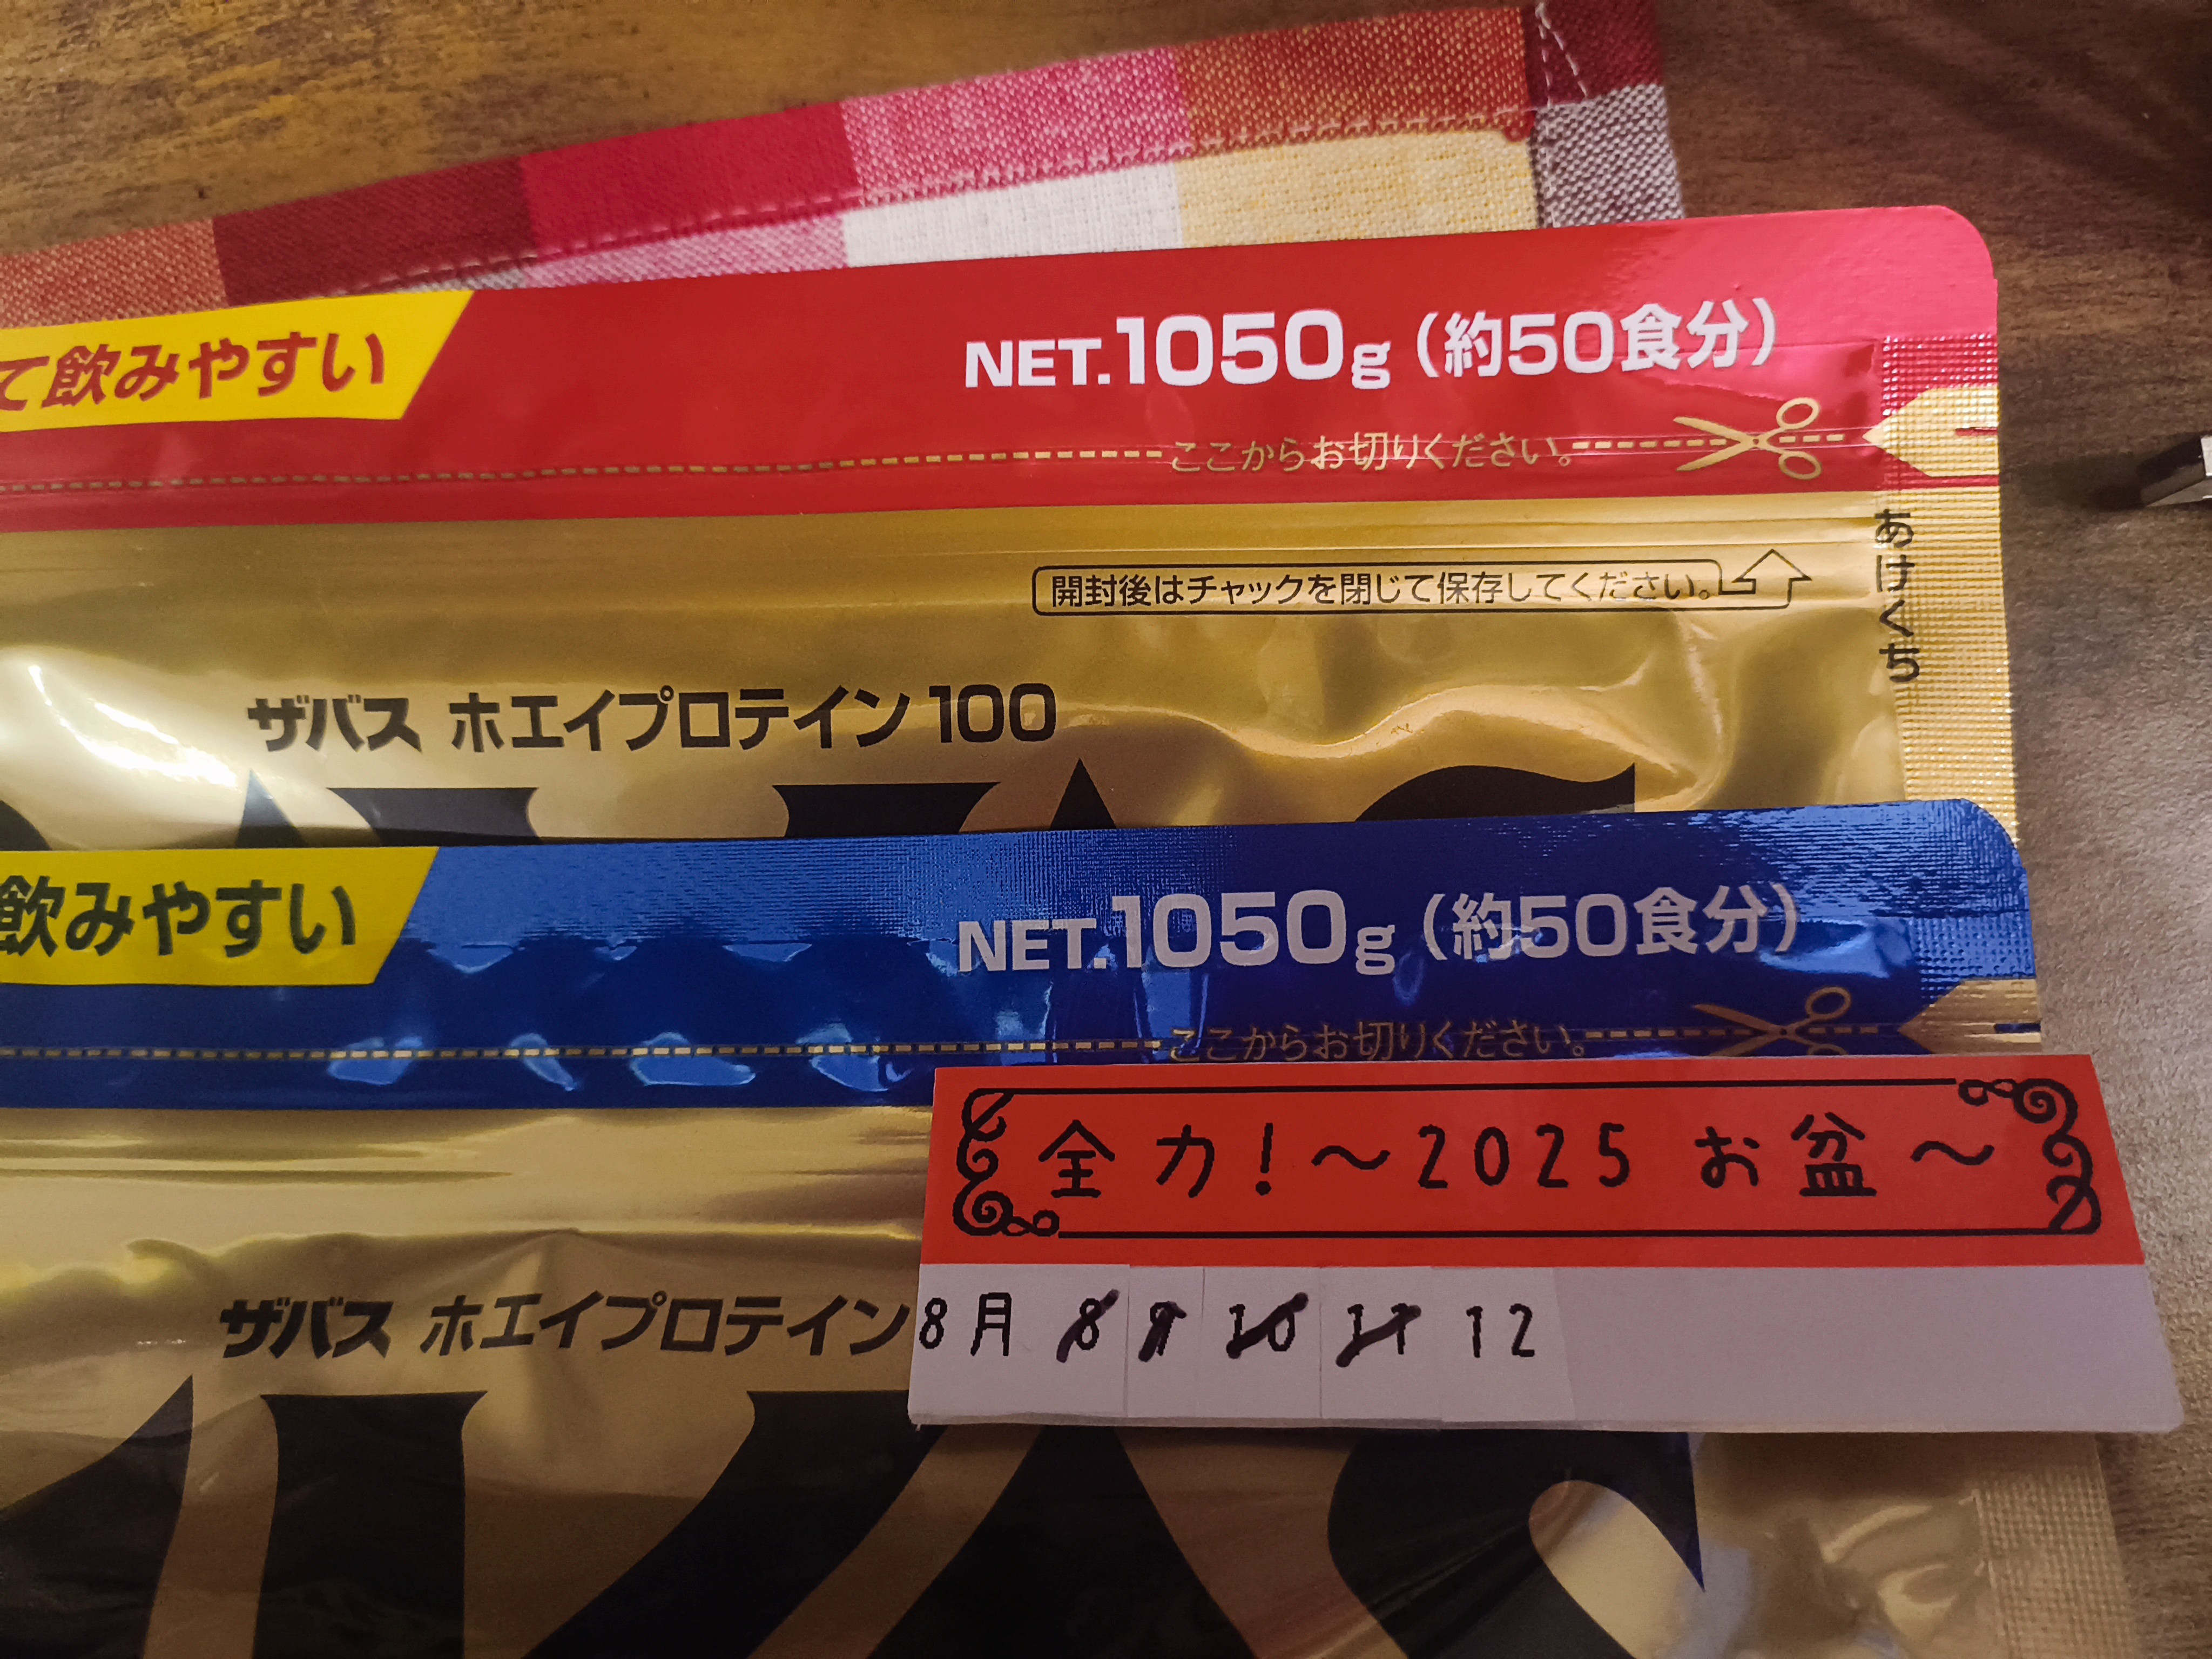 て飲みやすい
NET.1050g（約50食分）
ここからお切りください。
あけくち
開封後はチャックを閉じて保存してください。
ザバス ホエイプロテイン100
飲みやすい
NET.1050g（約50食分）
ここからお切りください。
全力！〜2025 お盆〜
ザバス ホエイプロテイン
8月 8 9 10 11 12